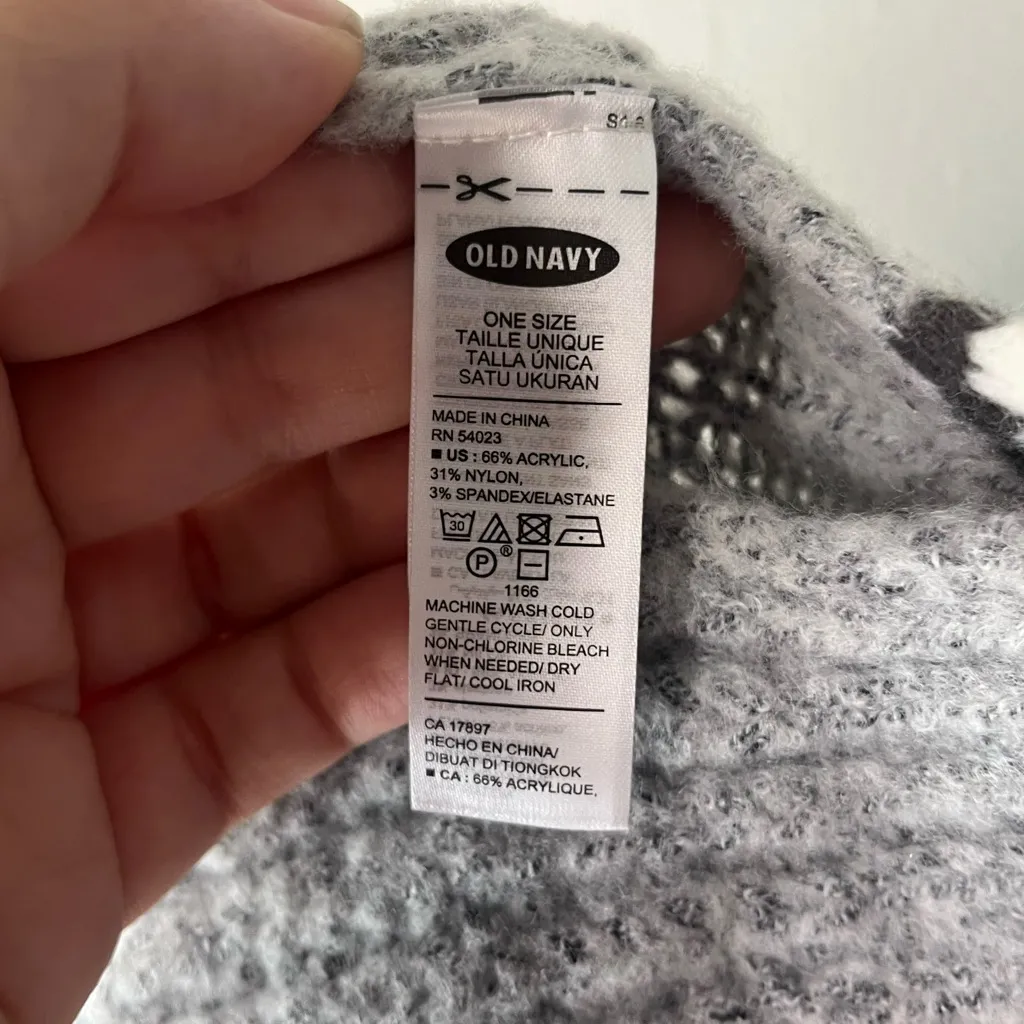 OLD NAVY
ONE SIZE
TAILLE UNIQUE
TALLA ÚNICA
SATU UKURAN
MADE IN CHINA
RN 54023
■ US : 66% ACRYLIC,
31% NYLON,
3% SPANDEX/ELASTANE
30
P ®
1166
MACHINE WASH COLD
GENTLE CYCLE/ ONLY
NON-CHLORINE BLEACH
WHEN NEEDED/ DRY
FLAT/ COOL IRON
CA 17897
HECHO EN CHINA/
DIBUAT DI TIONGKOK
■ CA : 66% ACRYLIQUE,